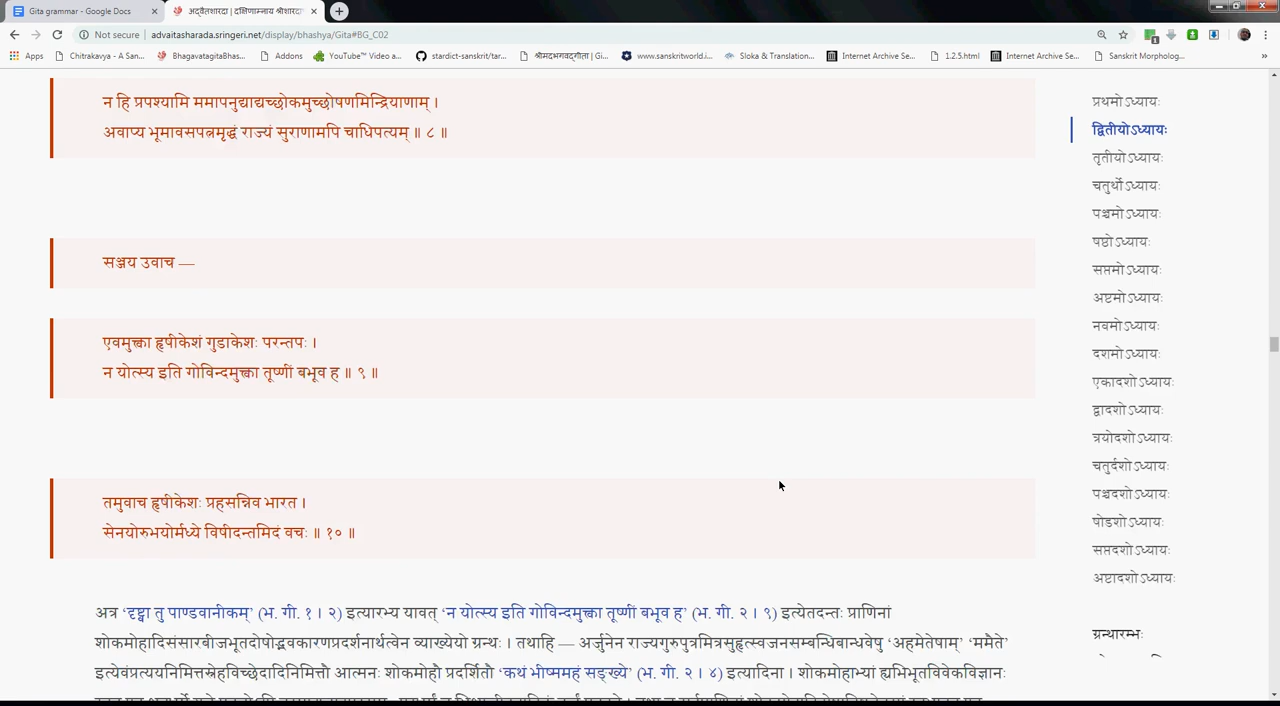 Gita grammar - Google Docs
अद्वैतशारदा | दक्षिणाम्नाय श्रीशारदा
Not secure | advaitasharada.sringeri.net/display/bhashya/Gita#BG_C02
Apps Chitrakavya - A San BhagavatagitaBhas... Addons YouTube™ Video a... stardict-sanskrit/tar... श्रीमदभगवद्गीता | Gi... www.sanskritworld.i... Sloka & Translation... Internet Archive Se... 1.2.5.html Internet Archive Se... Sanskrit Morpholog... »
न हि प्रपश्यामि ममापनुद्याद्यच्छोकमुच्छोषणमिन्द्रियाणाम् ।
अवाप्य भूमावसपत्नमृद्धं राज्यं सुराणामपि चाधिपत्यम् ॥ ८ ॥
सञ्जय उवाच —
एवमुक्त्वा हृषीकेशं गुडाकेशः परन्तपः ।
न योत्स्य इति गोविन्दमुक्त्वा तूष्णीं बभूव ह ॥ ९ ॥
तमुवाच हृषीकेशः प्रहसन्निव भारत ।
सेनयोरुभयोर्मध्ये विषीदन्तमिदं वचः ॥ १० ॥
अत्र ‘दृष्ट्वा तु पाण्डवानीकम्’ (भ. गी. १ । २) इत्यारभ्य यावत् ‘न योत्स्य इति गोविन्दमुक्त्वा तूष्णीं बभूव ह’ (भ. गी. २ । ९) इत्येतदन्तः प्राणिनां
शोकमोहादिसंसारबीजभूतदोषोद्भवकारणप्रदर्शनार्थत्वेन व्याख्येयो ग्रन्थः । तथाहि — अर्जुनेन राज्यगुरुपुत्रमित्रसुहृत्स्वजनसम्बन्धिबान्धवेषु ‘अहमेतेषाम्’ ‘ममैते’
इत्येवंप्रत्ययनिमित्तस्नेहविच्छेदादिनिमित्तौ आत्मनः शोकमोहौ प्रदर्शितौ ‘कथं भीष्ममहं सङ्‍ख्ये’ (भ. गी. २ । ४) इत्यादिना । शोकमोहाभ्यां ह्यभिभूतविवेकविज्ञानः
प्रथमोऽध्यायः
द्वितीयोऽध्यायः
तृतीयोऽध्यायः
चतुर्थोऽध्यायः
पञ्चमोऽध्यायः
षष्ठोऽध्यायः
सप्तमोऽध्यायः
अष्टमोऽध्यायः
नवमोऽध्यायः
दशमोऽध्यायः
एकादशोऽध्यायः
द्वादशोऽध्यायः
त्रयोदशोऽध्यायः
चतुर्दशोऽध्यायः
पञ्चदशोऽध्यायः
षोडशोऽध्यायः
सप्तदशोऽध्यायः
अष्टादशोऽध्यायः
ग्रन्थारम्भः